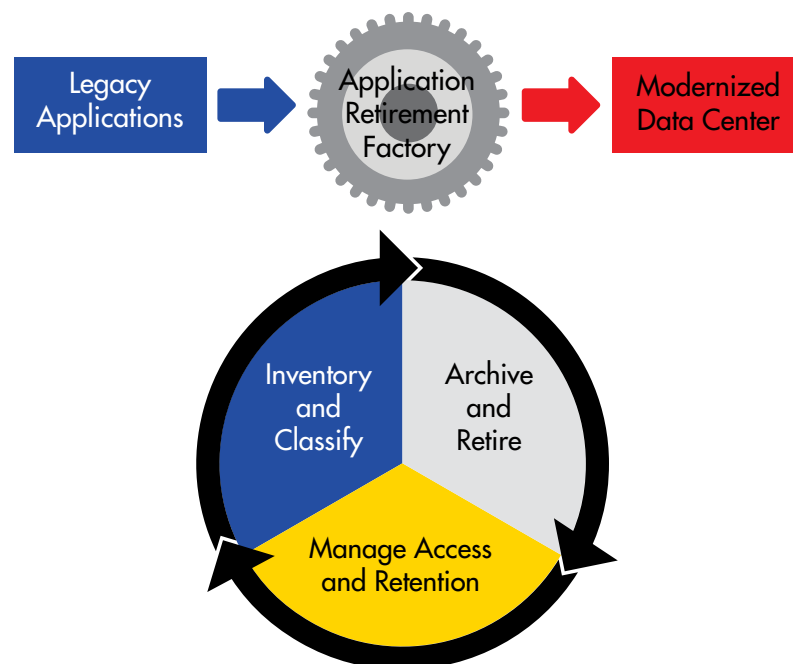 Legacy
Applications
Application
Retirement
Factory
Modernized
Data Center
Inventory
and
Classify
Archive
and
Retire
Manage Access
and Retention